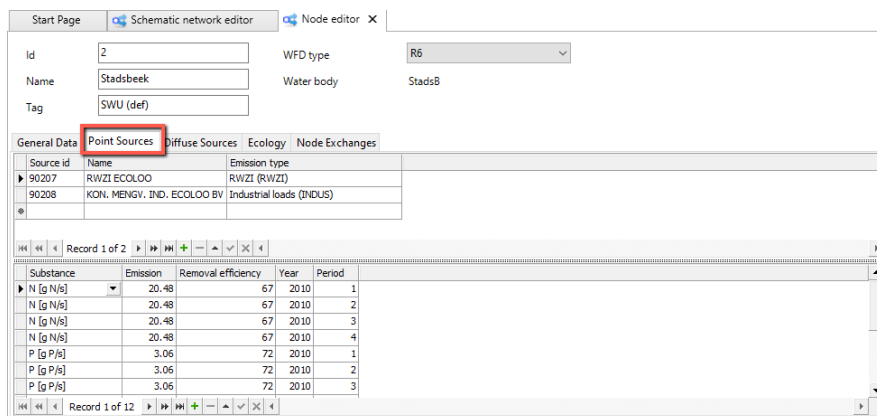 Start Page Schematic network editor Node editor X
Id 2 WFD type R6
Name Stadsbeek Water body StadsB
Tag SWU (def)
General Data Point Sources Diffuse Sources Ecology Node Exchanges
Source id Name Emission type
90207 RWZI ECOLOO RWZI (RWZI)
90208 KON. MENGV. IND. ECOLOO BV Industrial loads (INDUS)
Record 1 of 2
Substance Emission Removal efficiency Year Period
N [g N/s] 20.48 67 2010 1
N [g N/s] 20.48 67 2010 2
N [g N/s] 20.48 67 2010 3
N [g N/s] 20.48 67 2010 4
P [g P/s] 3.06 72 2010 1
P [g P/s] 3.06 72 2010 2
P [g P/s] 3.06 72 2010 3
Record 1 of 12